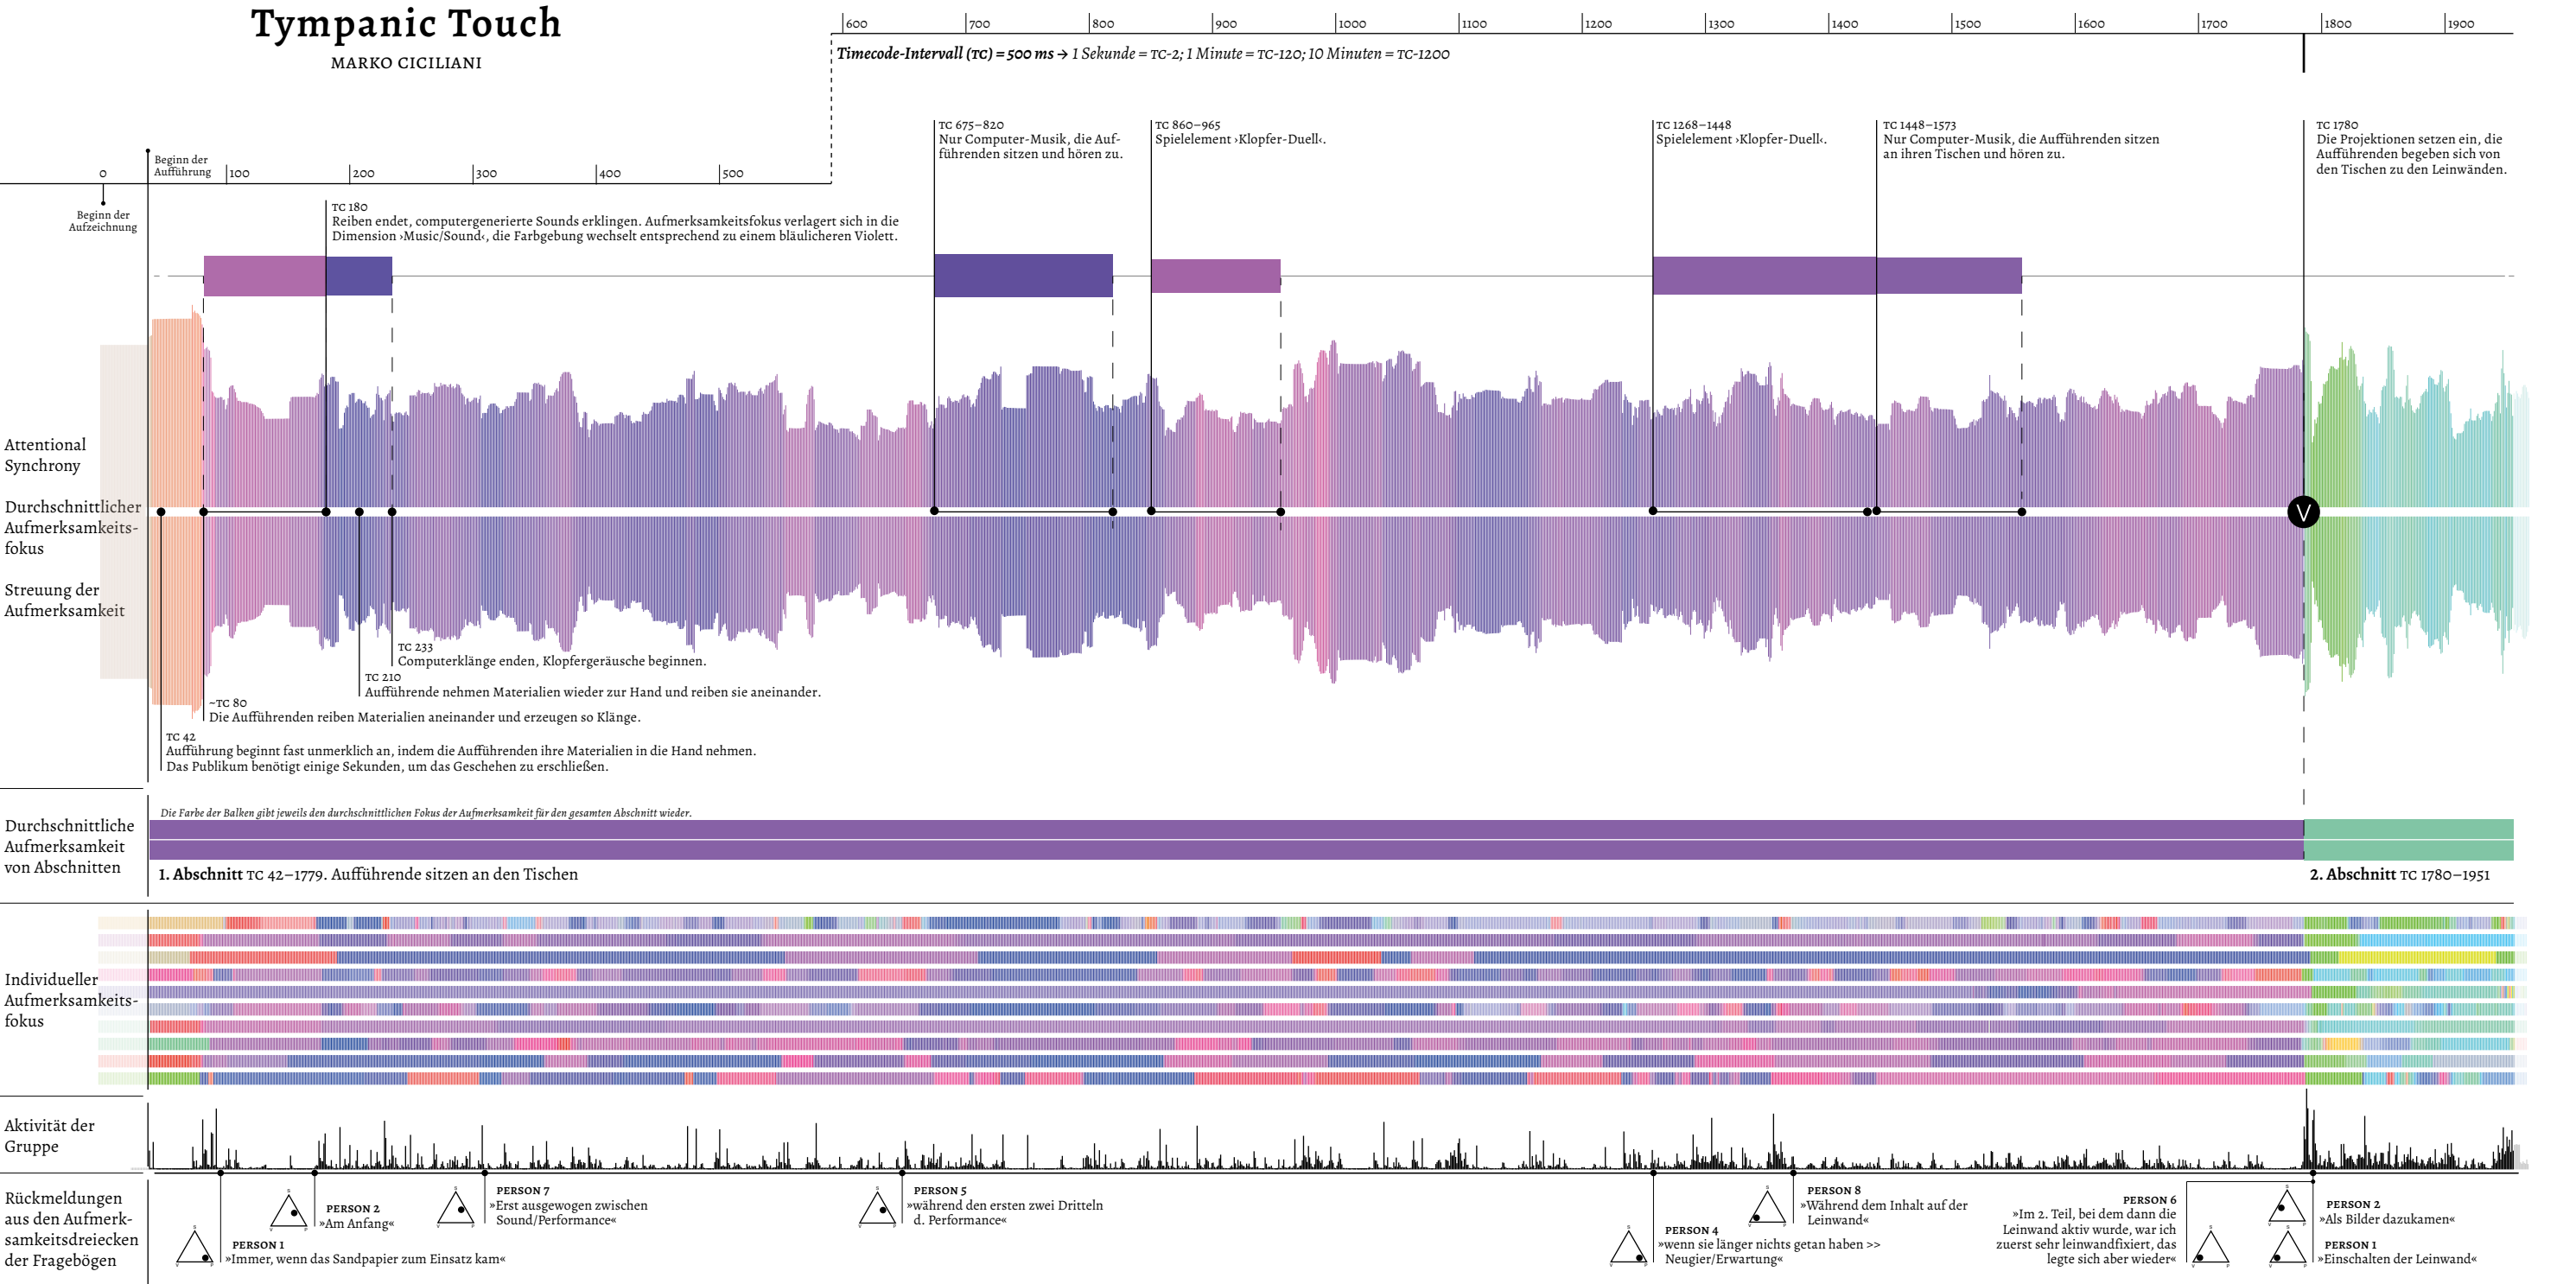 Tympanic Touch
MARKO CICILIANI
600 700 800 900 1000 1100 1200 1300 1400 1500 1600 1700 1800 1900
Timecode-Intervall (TC) = 500 ms → 1 Sekunde = TC-2; 1 Minute = TC-120; 10 Minuten = TC-1200
0
Beginn der
Aufführung
100 200 300 400 500
Beginn der
Aufzeichnung
TC 180
Reiben endet, computergenerierte Sounds erklingen. Aufmerksamkeitsfokus verlagert sich in die
Dimension ›Music/Sound‹, die Farbgebung wechselt entsprechend zu einem bläulicheren Violett.
TC 675–820
Nur Computer-Musik, die Auf-
führenden sitzen und hören zu.
TC 860–965
Spielelement ›Klopfer-Duell‹.
TC 1268–1448
Spielelement ›Klopfer-Duell‹.
TC 1448–1573
Nur Computer-Musik, die Aufführenden sitzen
an ihren Tischen und hören zu.
TC 1780
Die Projektionen setzen ein, die
Aufführenden begeben sich von
den Tischen zu den Leinwänden.
Attentional
Synchrony
Durchschnittlicher
Aufmerksamkeits-
fokus
Streuung der
Aufmerksamkeit
V
TC 233
Computerklänge enden, Klopfergeräusche beginnen.
TC 210
Aufführende nehmen Materialien wieder zur Hand und reiben sie aneinander.
~TC 80
Die Aufführenden reiben Materialien aneinander und erzeugen so Klänge.
TC 42
Aufführung beginnt fast unmerklich an, indem die Aufführenden ihre Materialien in die Hand nehmen.
Das Publikum benötigt einige Sekunden, um das Geschehen zu erschließen.
Durchschnittliche
Aufmerksamkeit
von Abschnitten
Die Farbe der Balken gibt jeweils den durchschnittlichen Fokus der Aufmerksamkeit für den gesamten Abschnitt wieder.
1. Abschnitt TC 42–1779. Aufführende sitzen an den Tischen
2. Abschnitt TC 1780–1951
Individueller
Aufmerksamkeits-
fokus
Aktivität der
Gruppe
Rückmeldungen
aus den Aufmerk-
samkeitsdreiecken
der Fragebögen
S
V P
PERSON 1
»Immer, wenn das Sandpapier zum Einsatz kam«
S
V P
PERSON 2
»Am Anfang«
S
V P
PERSON 7
»Erst ausgewogen zwischen
Sound/Performance«
S
V P
PERSON 5
»während den ersten zwei Dritteln
d. Performance«
S
V P
PERSON 4
»wenn sie länger nichts getan haben >>
Neugier/Erwartung«
S
V P
PERSON 8
»Während dem Inhalt auf der
Leinwand«
PERSON 6
»Im 2. Teil, bei dem dann die
Leinwand aktiv wurde, war ich
zuerst sehr leinwandfixiert, das
legte sich aber wieder«
S
V P
S
V P
PERSON 2
»Als Bilder dazukamen«
S
V P
PERSON 1
»Einschalten der Leinwand«